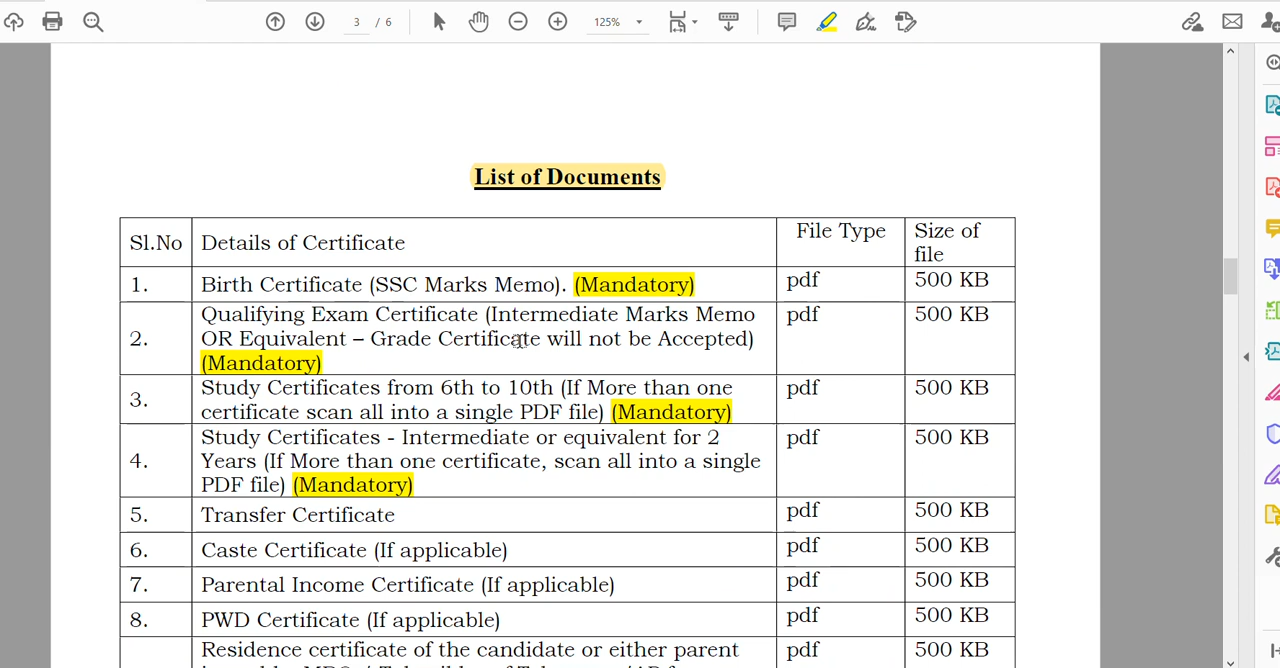 3 / 6
125%
List of Documents
Sl.No Details of Certificate File Type Size of
file
1. Birth Certificate (SSC Marks Memo). (Mandatory) pdf 500 KB
2. Qualifying Exam Certificate (Intermediate Marks Memo pdf 500 KB
OR Equivalent – Grade Certificate will not be Accepted)
(Mandatory)
3. Study Certificates from 6th to 10th (If More than one pdf 500 KB
certificate scan all into a single PDF file) (Mandatory)
4. Study Certificates - Intermediate or equivalent for 2 pdf 500 KB
Years (If More than one certificate, scan all into a single
PDF file) (Mandatory)
5. Transfer Certificate pdf 500 KB
6. Caste Certificate (If applicable) pdf 500 KB
7. Parental Income Certificate (If applicable) pdf 500 KB
8. PWD Certificate (If applicable) pdf 500 KB
Residence certificate of the candidate or either parent pdf 500 KB